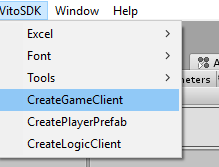 VitoSDK Window Help
Excel
Font
Tools
CreateGameClient
CreatePlayerPrefab
CreateLogicClient